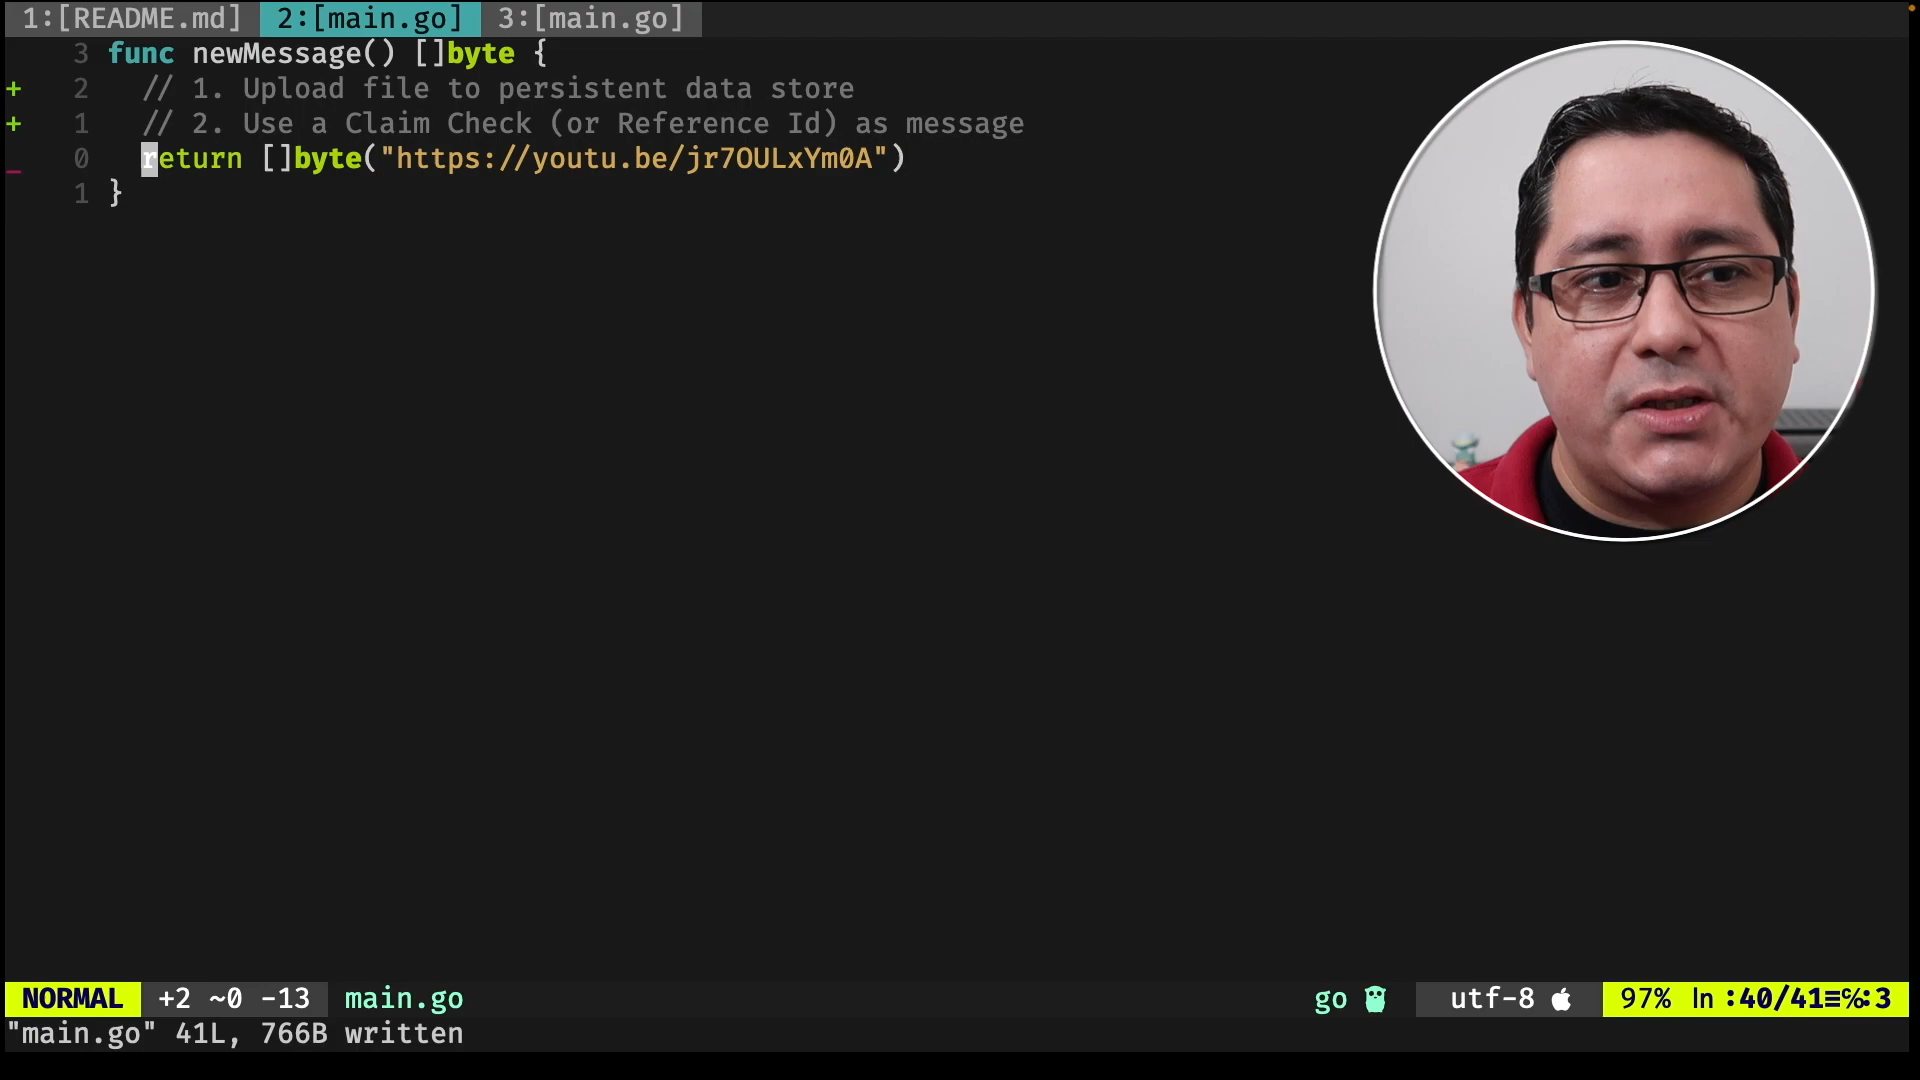 1:[README.md] 2:[main.go] 3:[main.go]
3 func newMessage() []byte {
+ 2 // 1. Upload file to persistent data store
+ 1 // 2. Use a Claim Check (or Reference Id) as message
_ 0 return []byte("https://youtu.be/jr7OULxYm0A")
1 }
NORMAL +2 ~0 -13 main.go go utf-8 97% ln :40/41≡℅:3
"main.go" 41L, 766B written